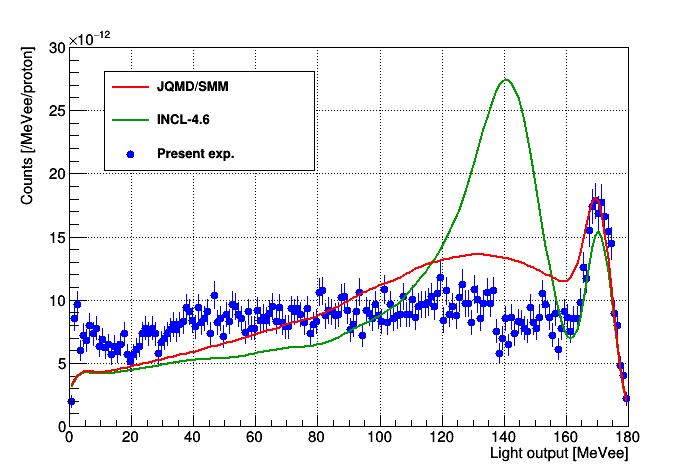 ×10⁻¹²
Counts [/MeVee/proton]
30
25
20
15
10
5
0
JQMD/SMM
INCL-4.6
Present exp.
0 20 40 60 80 100 120 140 160 180
Light output [MeVee]